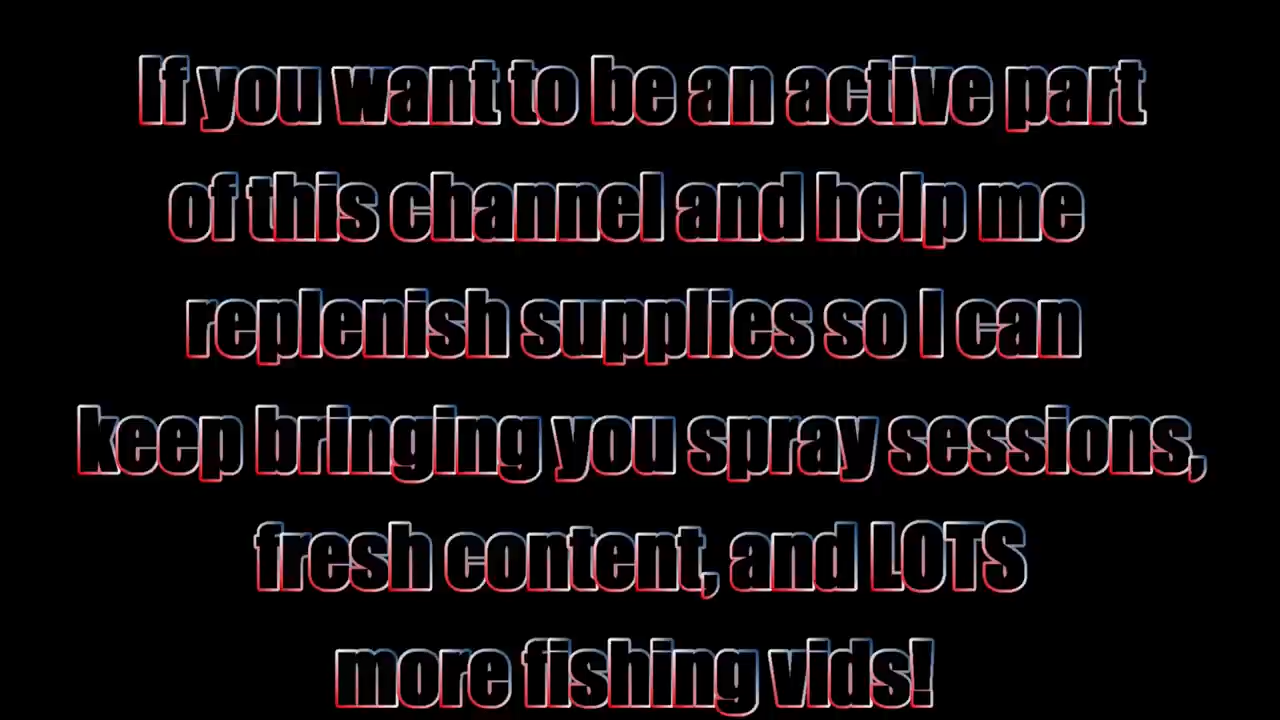 If you want to be an active part
of this channel and help me
replenish supplies so I can
keep bringing you spray sessions,
fresh content, and LOTS
more fishing vids!